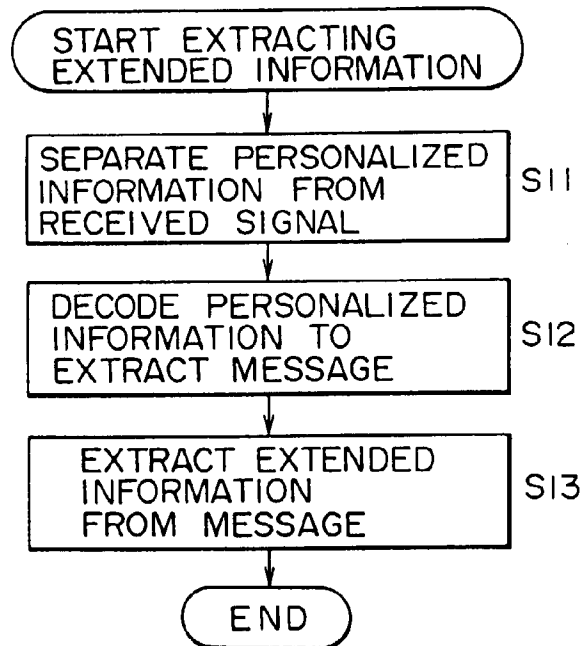 START EXTRACTING
EXTENDED INFORMATION
SEPARATE PERSONALIZED
INFORMATION FROM
RECEIVED SIGNAL
S11
DECODE PERSONALIZED
INFORMATION TO
EXTRACT MESSAGE
S12
EXTRACT EXTENDED
INFORMATION
FROM MESSAGE
S13
END